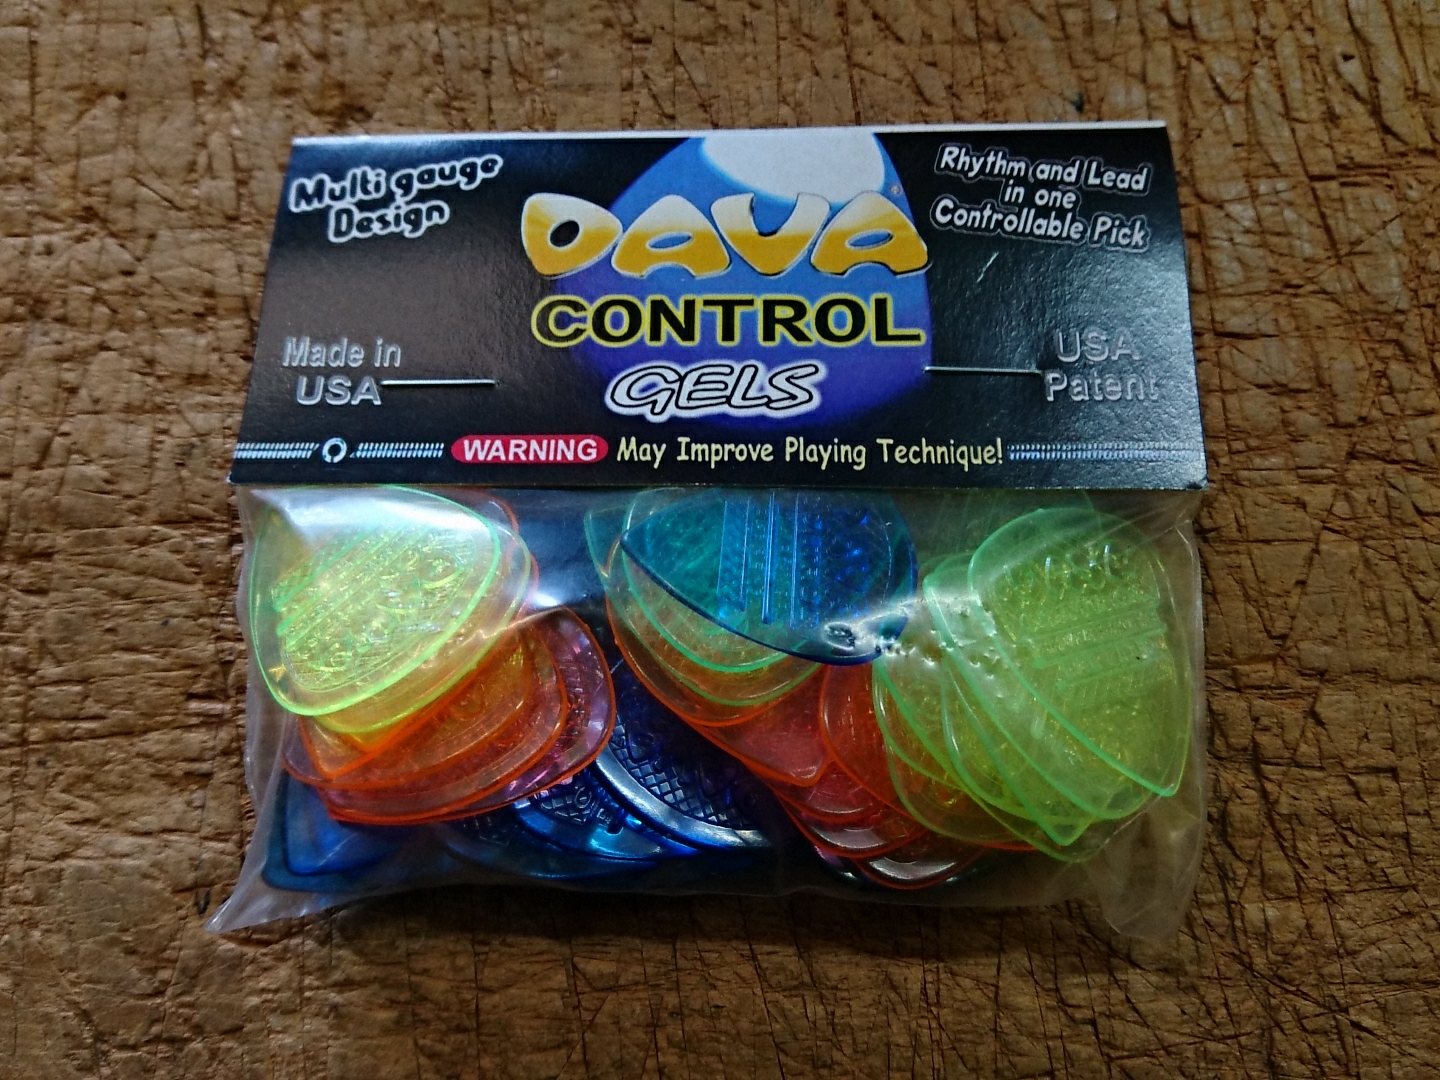 Multi gauge
Design
DAVA®
CONTROL
GELS
Rhythm and Lead
in one
Controllable Pick
Made in
USA
USA
Patent
WARNING May Improve Playing Technique!